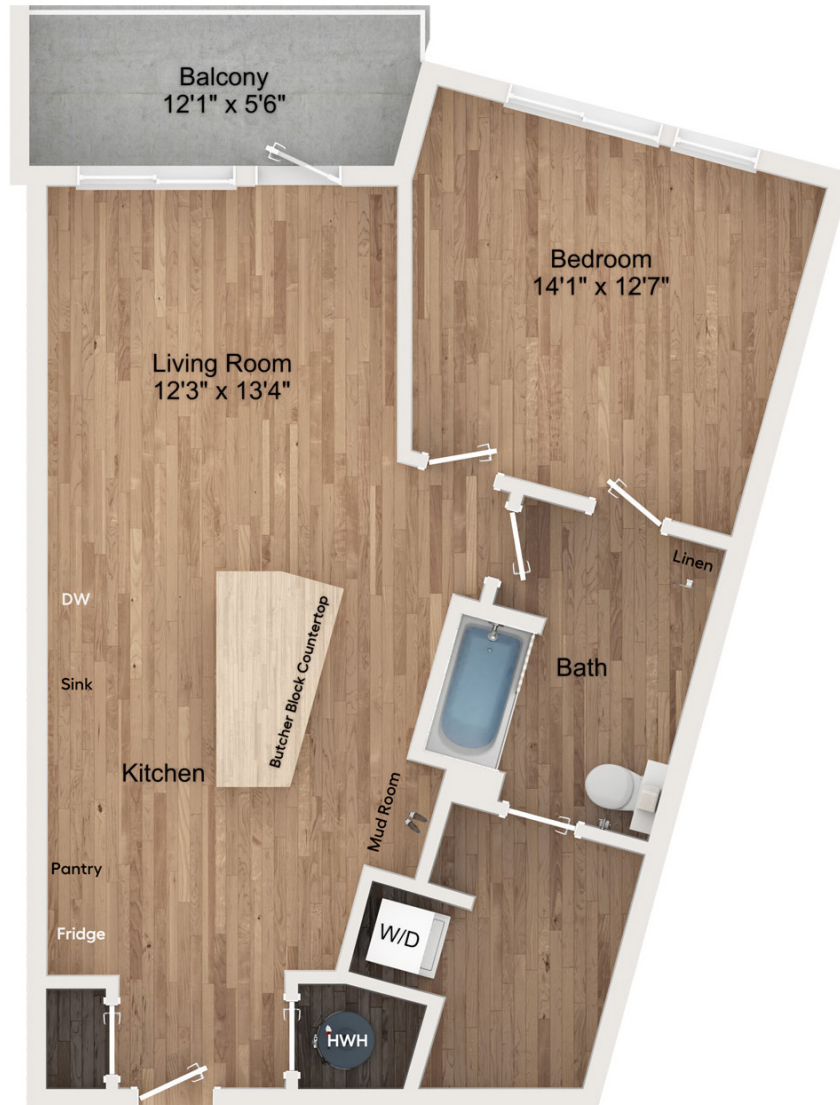 Balcony
12'1" x 5'6"
Bedroom
14'1" x 12'7"
Living Room
12'3" x 13'4"
Linen
DW
Butcher Block Countertop
Sink
Bath
Kitchen
Mud Room
Pantry
Fridge
W/D
HWH